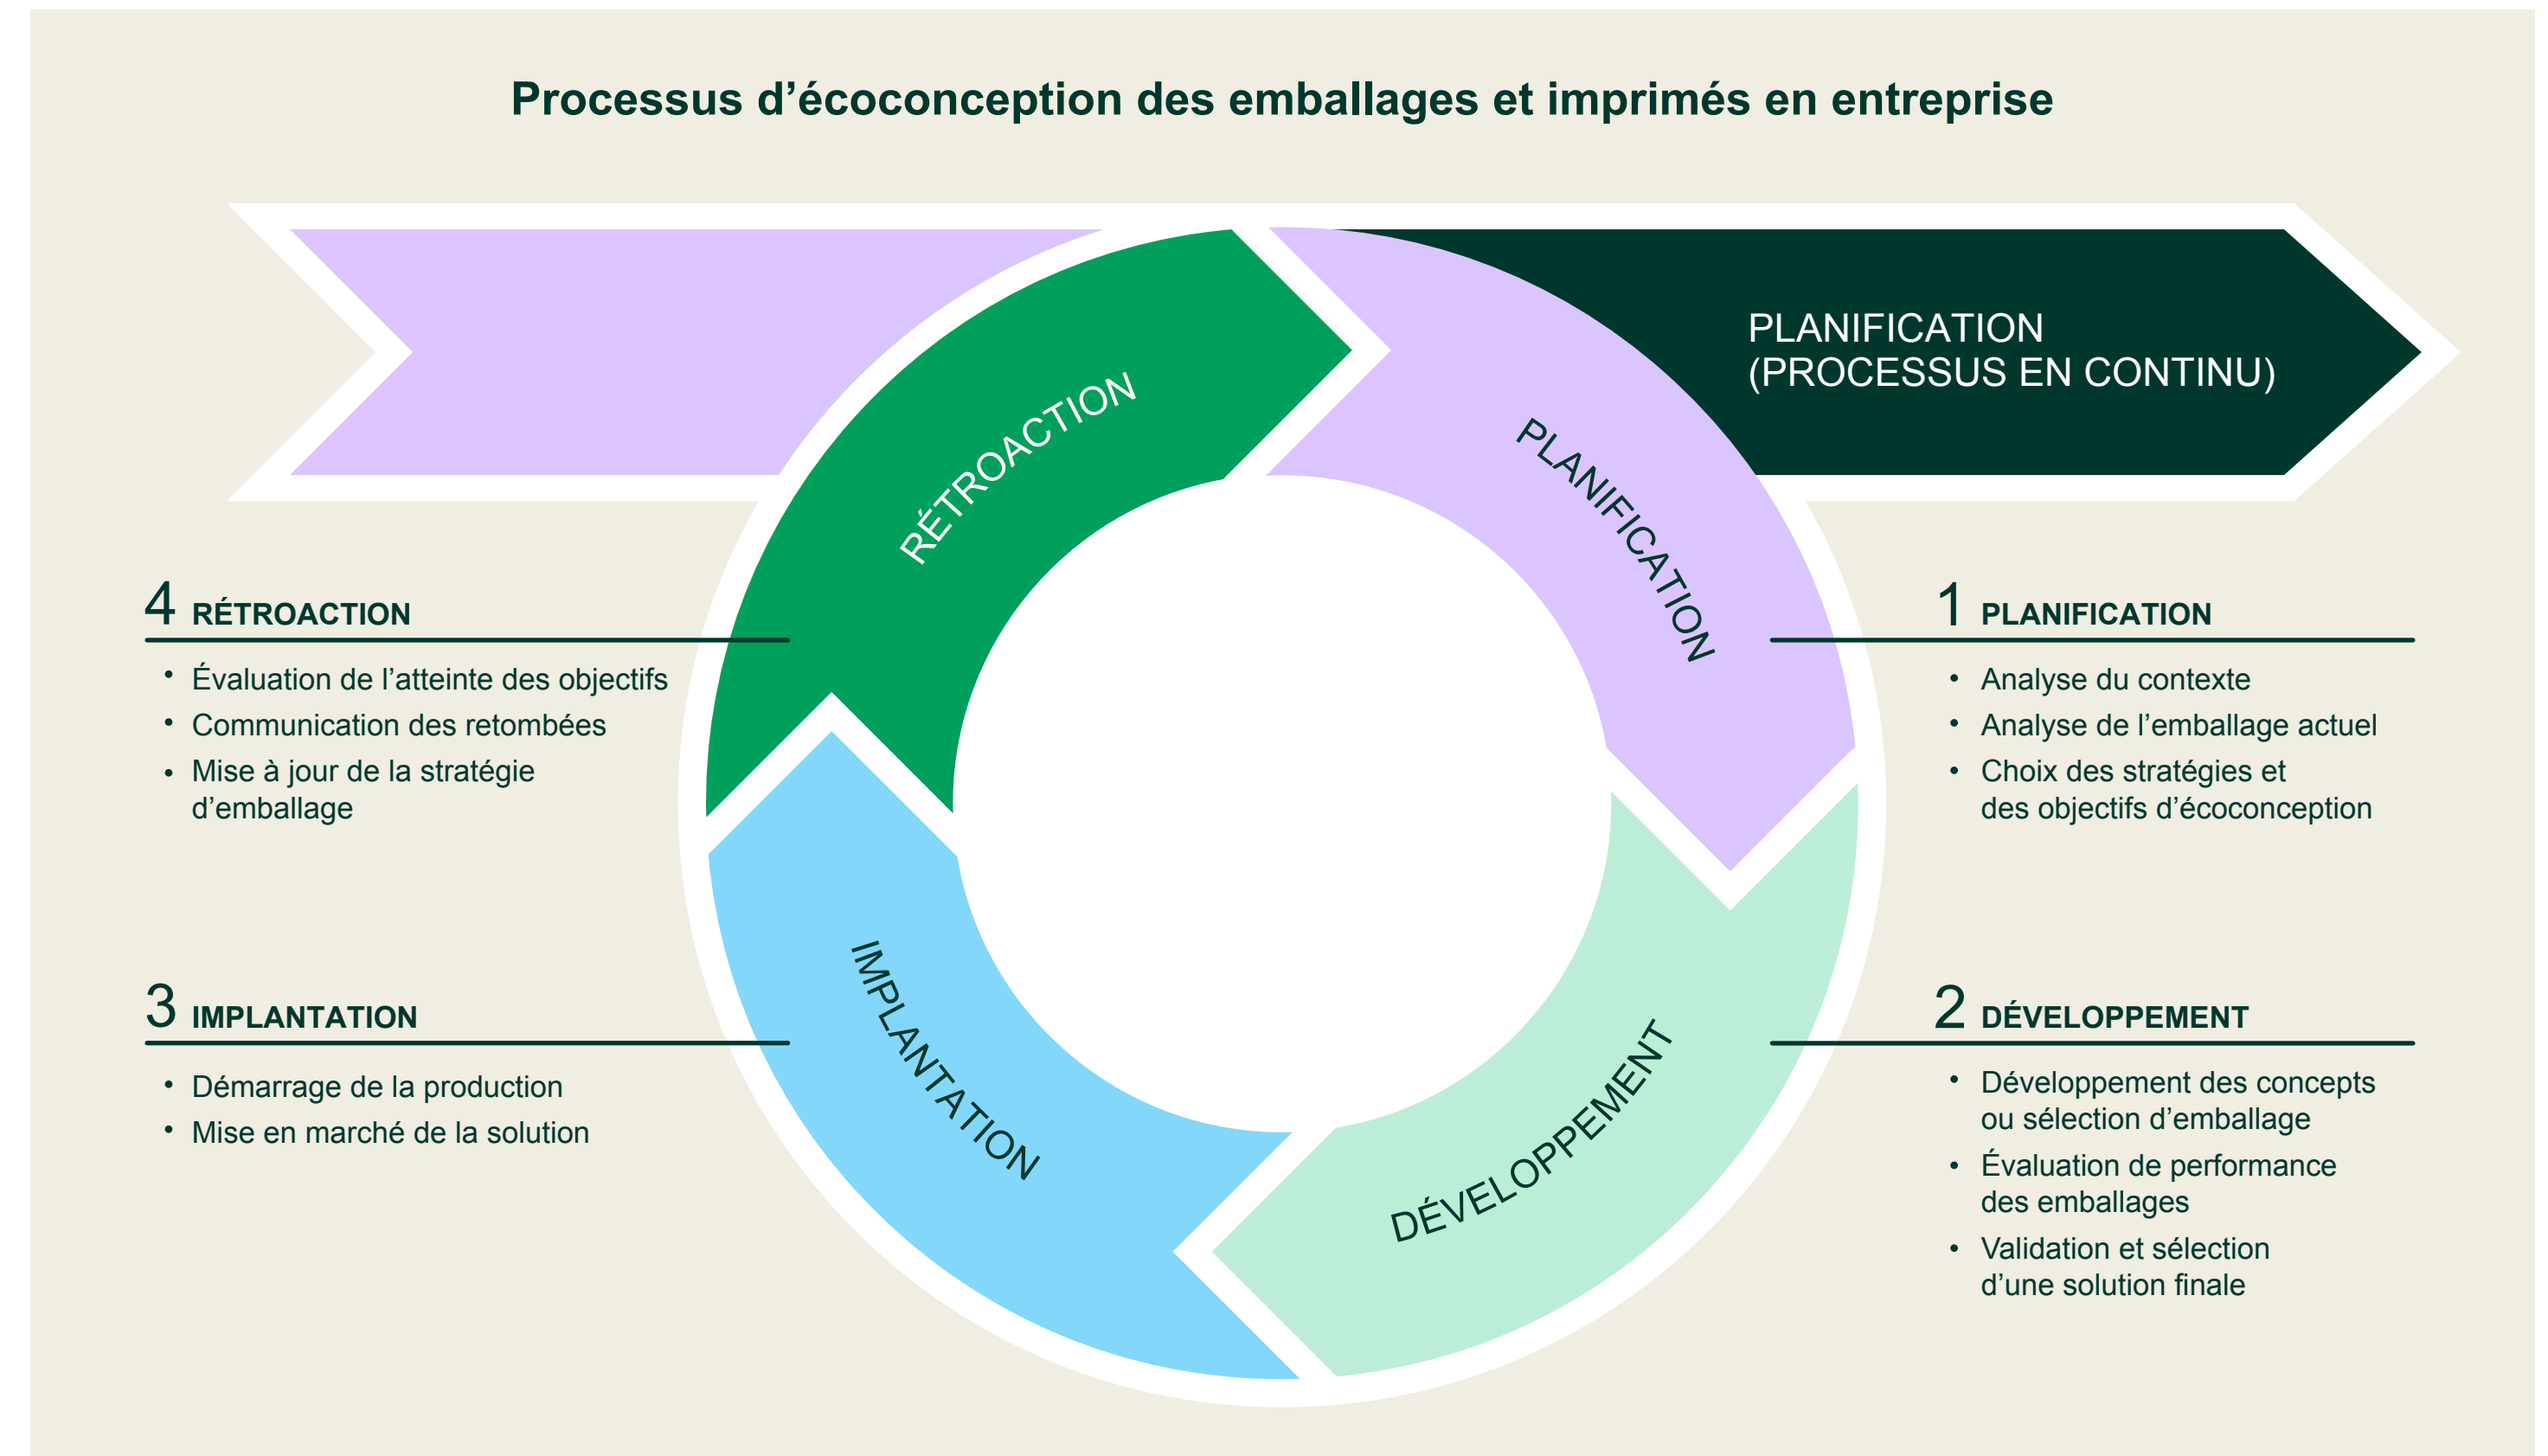 Processus d’écoconception des emballages et imprimés en entreprise
PLANIFICATION
(PROCESSUS EN CONTINU)
RÉTROACTION
PLANIFICATION
IMPLANTATION
DÉVELOPPEMENT
1 PLANIFICATION
• Analyse du contexte
• Analyse de l’emballage actuel
• Choix des stratégies et
des objectifs d’écoconception
2 DÉVELOPPEMENT
• Développement des concepts
ou sélection d’emballage
• Évaluation de performance
des emballages
• Validation et sélection
d’une solution finale
3 IMPLANTATION
• Démarrage de la production
• Mise en marché de la solution
4 RÉTROACTION
• Évaluation de l’atteinte des objectifs
• Communication des retombées
• Mise à jour de la stratégie
d’emballage